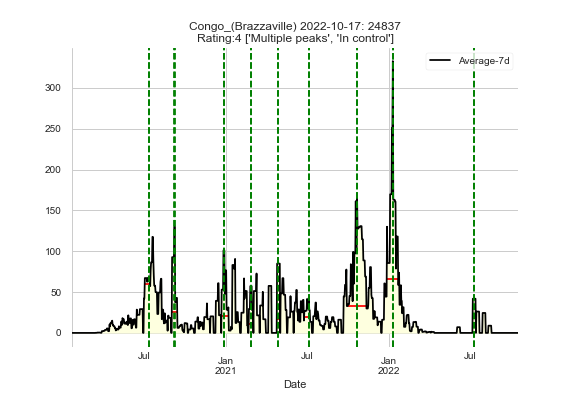 Congo_(Brazzaville) 2022-10-17: 24837
Rating:4 ['Multiple peaks', 'In control']
Average-7d
300
250
200
150
100
50
0
Jul
Jan
2021
Jul
Jan
2022
Jul
Date